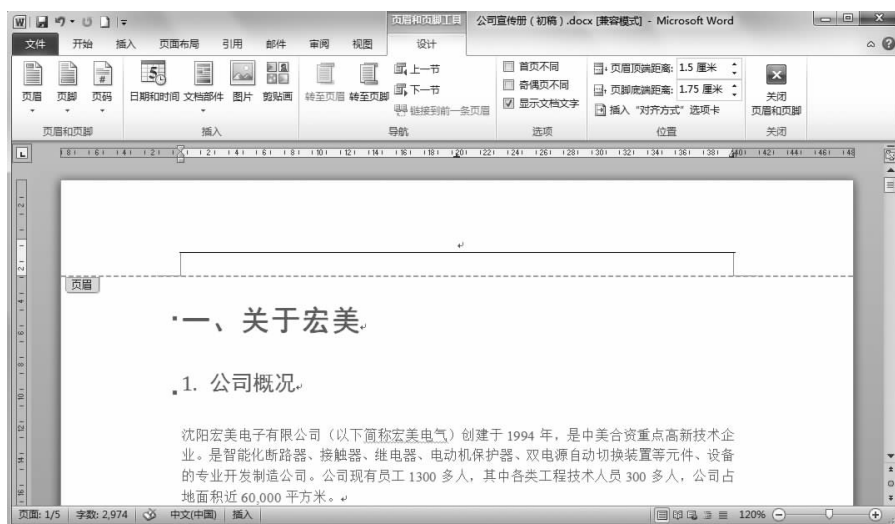 页眉和页脚工具
公司宣传册（初稿）.docx [兼容模式] - Microsoft Word
文件 开始 插入 页面布局 引用 邮件 审阅 视图 设计
页眉 页脚 页码 日期和时间 文档部件 图片 剪贴画 转至页眉 转至页脚
上一节
下一节
链接到前一条页眉
首页不同
奇偶页不同
显示文档文字
页眉顶端距离: 1.5 厘米
页脚底端距离: 1.75 厘米
插入“对齐方式”选项卡
关闭
页眉和页脚
页眉和页脚 插入 导航 选项 位置 关闭
页眉
一、关于宏美
1. 公司概况
沈阳宏美电子有限公司（以下简称宏美电气）创建于 1994 年，是中美合资重点高新技术企
业。是智能化断路器、接触器、继电器、电动机保护器、双电源自动切换装置等元件、设备
的专业开发制造公司。公司现有员工 1300 多人，其中各类工程技术人员 300 多人，公司占
地面积近 60,000 平方米。
页面: 1/5 字数: 2,974 中文(中国) 插入 120%